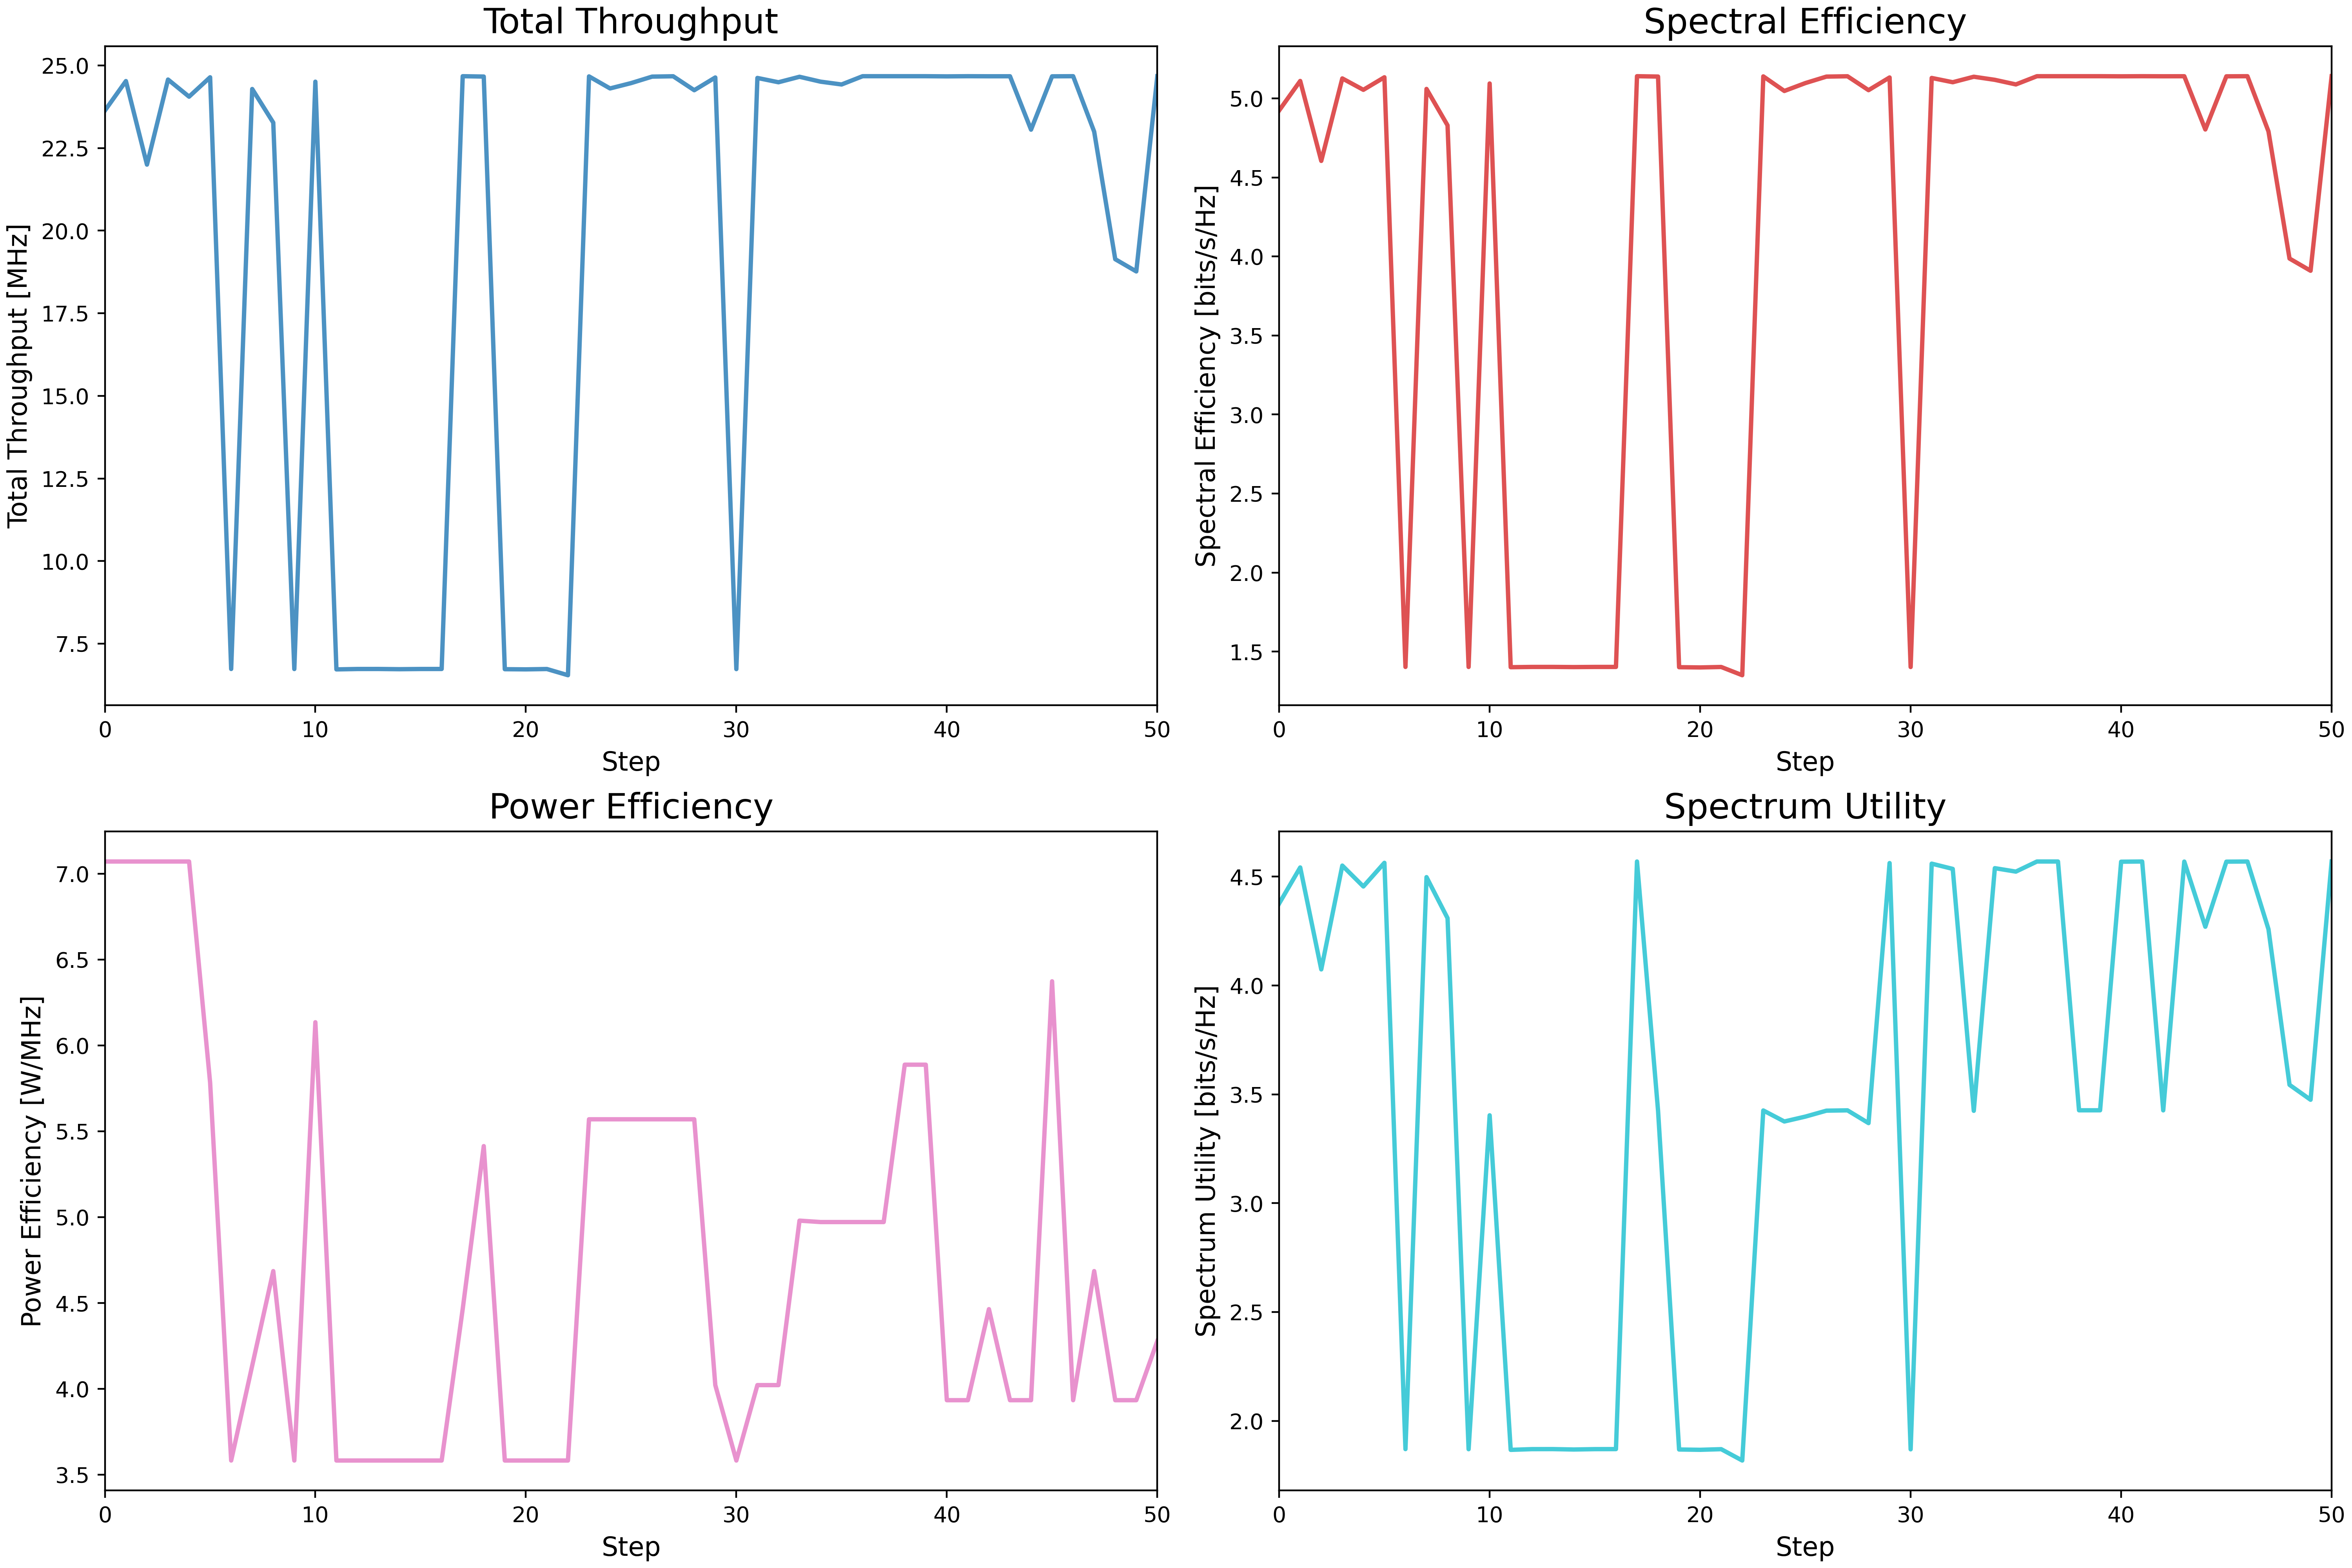 Total Throughput
Total Throughput [MHz]
25.0
22.5
20.0
17.5
15.0
12.5
10.0
7.5
0 10 20 30 40 50
Step
Spectral Efficiency
Spectral Efficiency [bits/s/Hz]
5.0
4.5
4.0
3.5
3.0
2.5
2.0
1.5
0 10 20 30 40 50
Step
Power Efficiency
Power Efficiency [W/MHz]
7.0
6.5
6.0
5.5
5.0
4.5
4.0
3.5
0 10 20 30 40 50
Step
Spectrum Utility
Spectrum Utility [bits/s/Hz]
4.5
4.0
3.5
3.0
2.5
2.0
0 10 20 30 40 50
Step